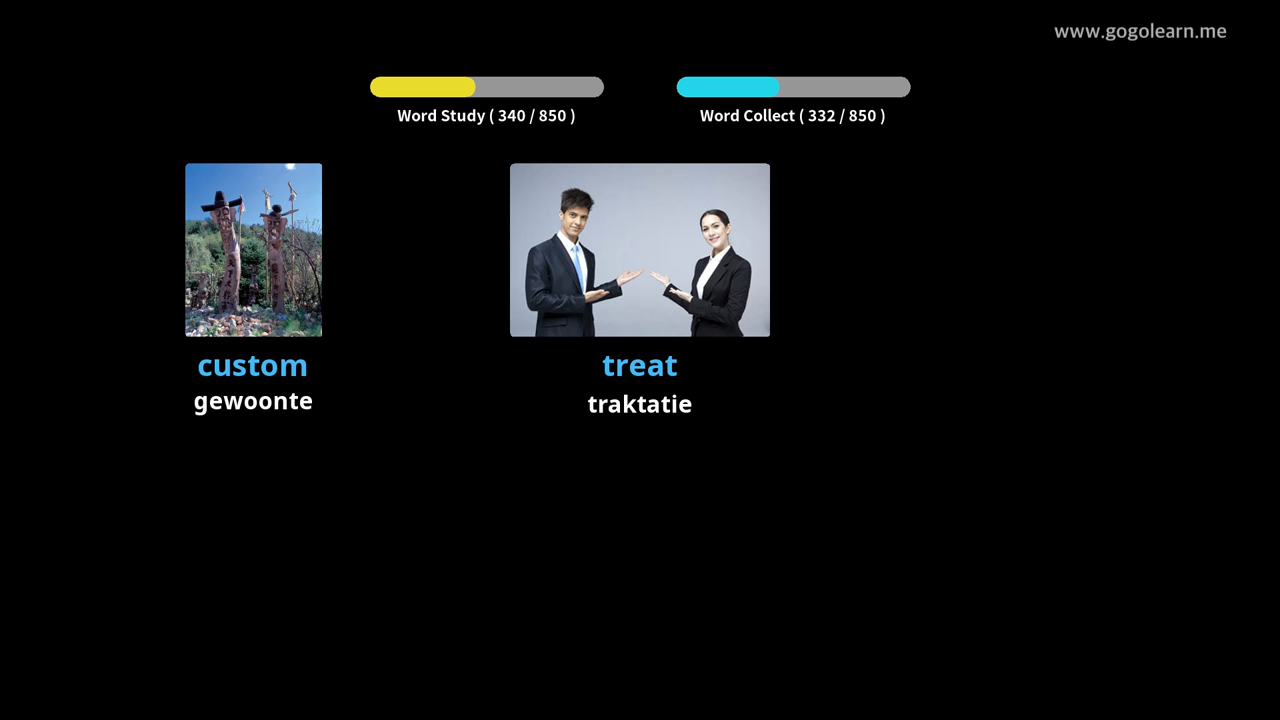 www.gogolearn.me
Word Study ( 340 / 850 )
Word Collect ( 332 / 850 )
custom
gewoonte
treat
traktatie